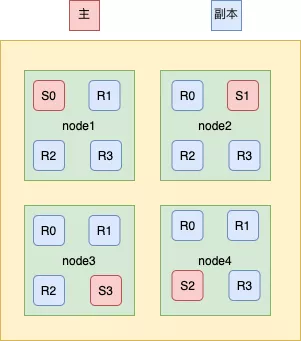 主 副本
S0 R1 R0 S1
node1 node2
R2 R3 R2 R3
R0 R1 R0 R1
node3 node4
R2 S3 S2 R3